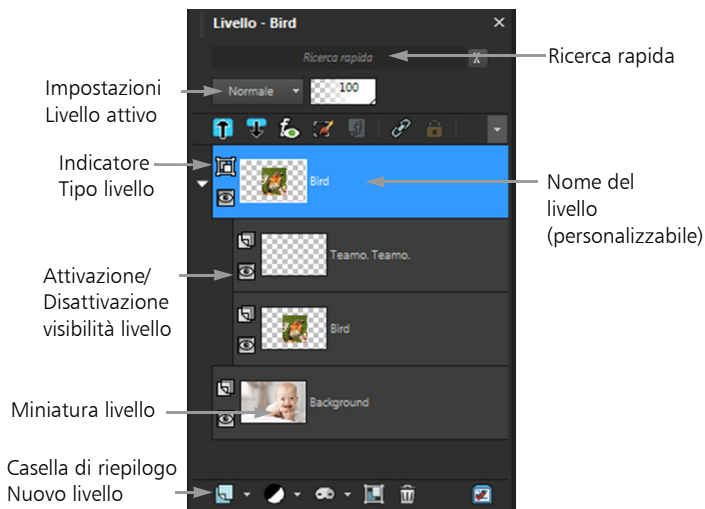 Livello - Bird
Ricerca rapida
Ricerca rapida
Impostazioni
Livello attivo
Normale
100
Indicatore
Tipo livello
Bird
Nome del
livello
(personalizzabile)
Teamo. Teamo.
Attivazione/
Disattivazione
visibilità livello
Bird
Miniatura livello
Background
Casella di riepilogo
Nuovo livello